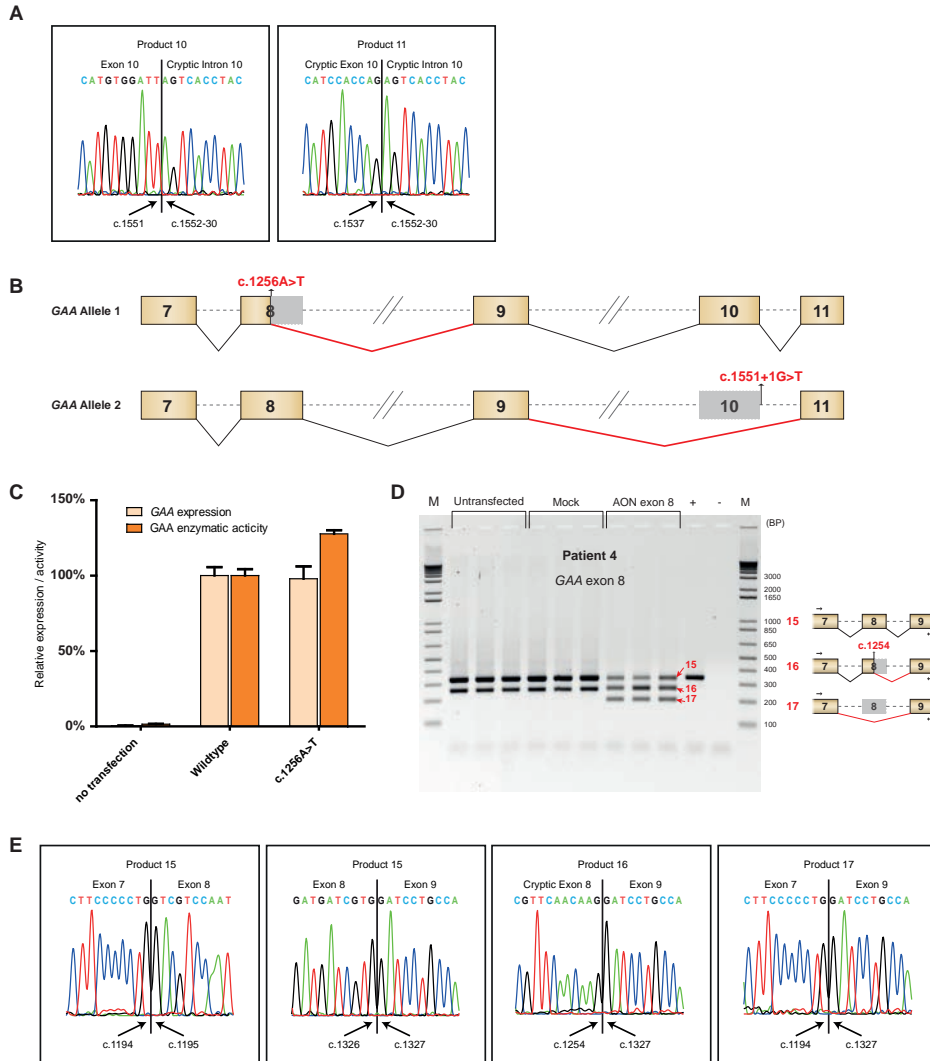 A
Product 10
Exon 10 Cryptic Intron 10
CATGTGGATTAGTCACCTAC
c.1551 c.1552-30
Product 11
Cryptic Exon 10 Cryptic Intron 10
CATCCACCAGAGTCACCTAC
c.1537 c.1552-30
B
c.1256A>T
GAA Allele 1
7 8 9 10 11
c.1551+1G>T
GAA Allele 2
7 8 9 10 11
C
150%
100%
50%
0%
Relative expression / activity
GAA expression
GAA enzymatic acticity
no transfection
Wildtype
c.1256A>T
D
M Untransfected Mock AON exon 8 + - M
(BP)
Patient 4
GAA exon 8
3000
2000
1650
1000
850
650
500
400
300
200
100
15
16
17
15 7 8 9
c.1254
16 7 8 9
17 7 8 9
E
Product 15
Exon 7 Exon 8
CTTCCCCCTGGTCGTCCAAT
c.1194 c.1195
Product 15
Exon 8 Exon 9
GATGATCGTGGATCCTGCCA
c.1326 c.1327
Product 16
Cryptic Exon 8 Exon 9
CGTTCAACAAGGATCCTGCCA
c.1254 c.1327
Product 17
Exon 7 Exon 9
CTTCCCCCTGGATCCTGCCA
c.1194 c.1327